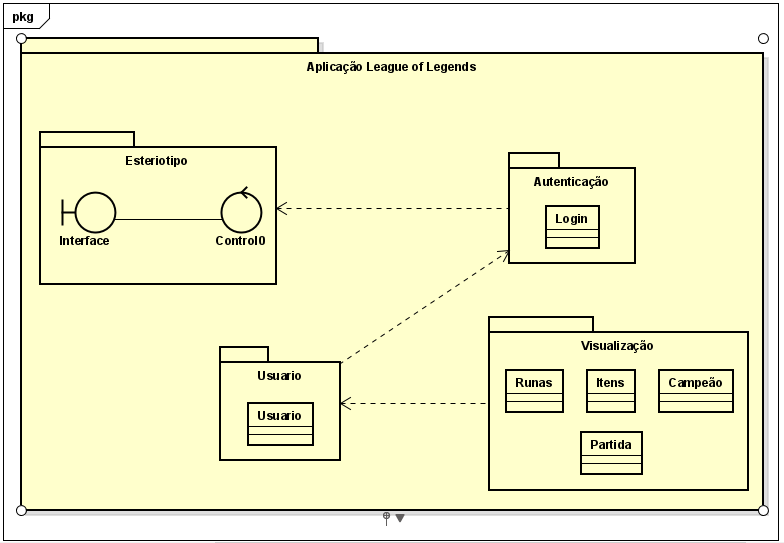 pkg
Aplicação League of Legends
Esteriotipo
Interface
Control0
Autenticação
Login
Usuario
Usuario
Visualização
Runas
Itens
Campeão
Partida